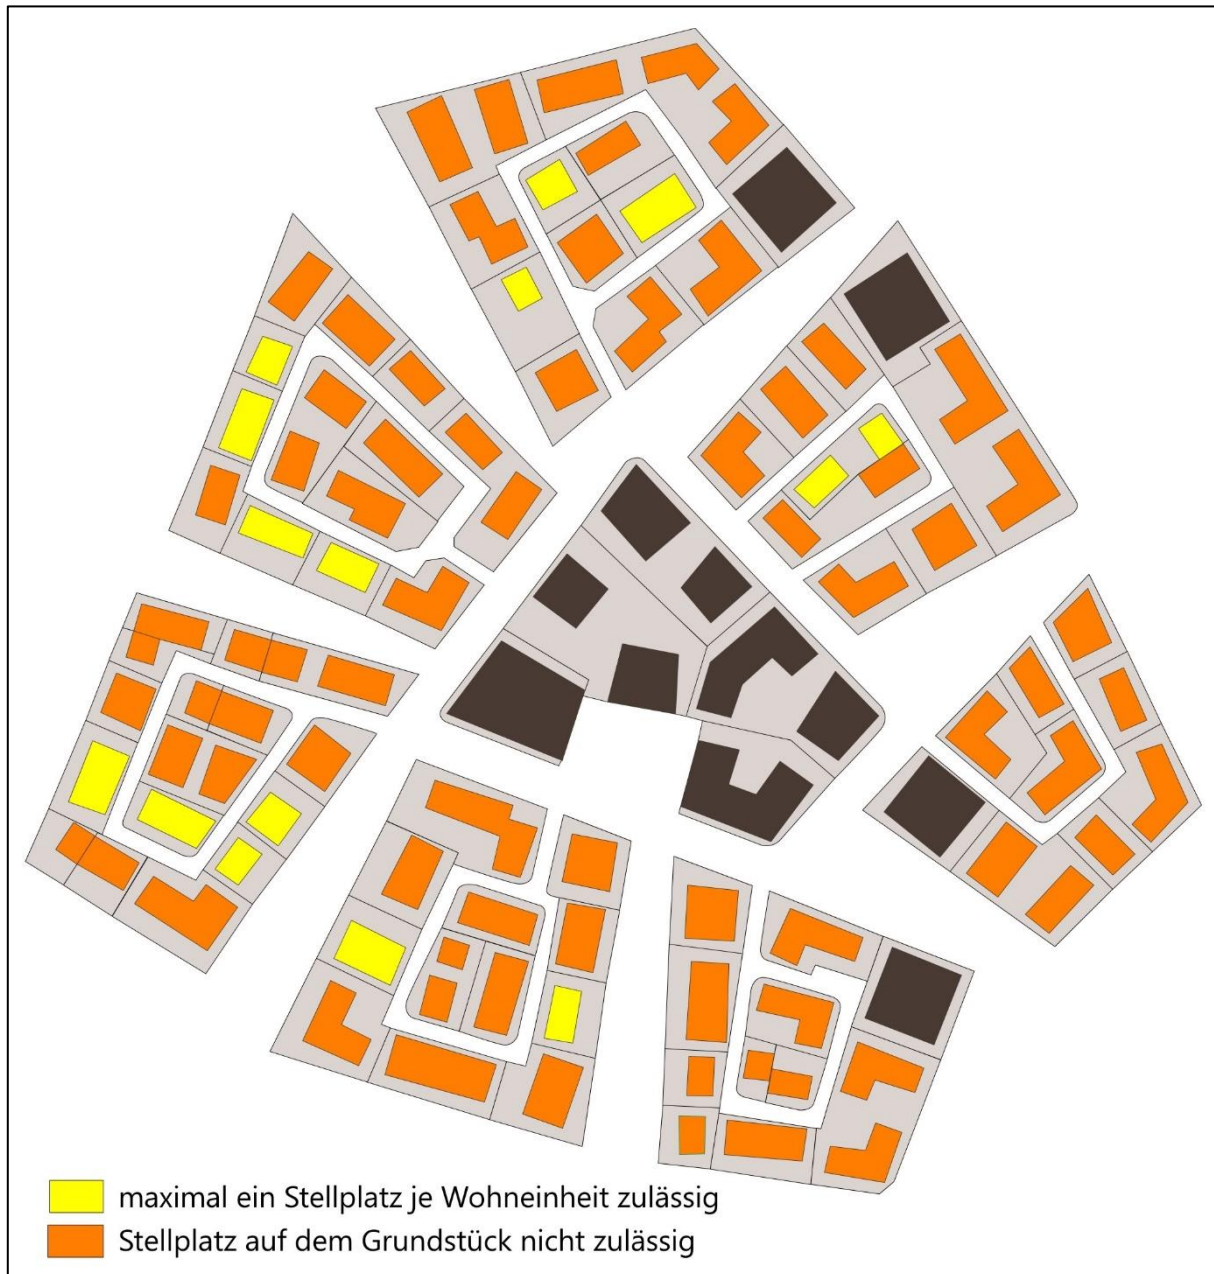 maximal ein Stellplatz je Wohneinheit zulässig
Stellplatz auf dem Grundstück nicht zulässig